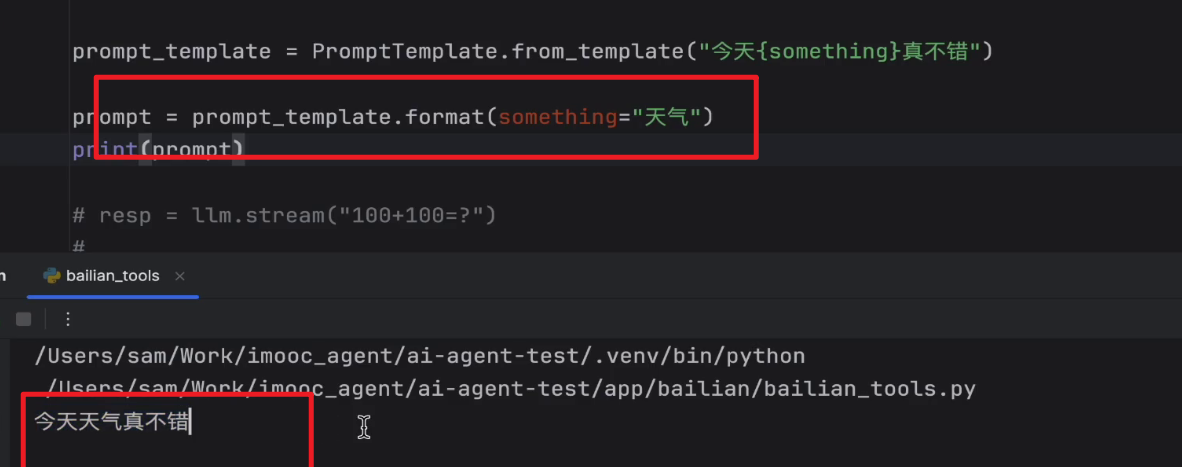 prompt_template = PromptTemplate.from_template("今天{something}真不错")
prompt = prompt_template.format(something="天气")
print(prompt)
# resp = llm.stream("100+100=?")
#
n
bailian_tools ×
/Users/sam/Work/imooc_agent/ai-agent-test/.venv/bin/python
/Users/sam/Work/imooc_agent/ai-agent-test/app/bailian/bailian_tools.py
今天天气真不错